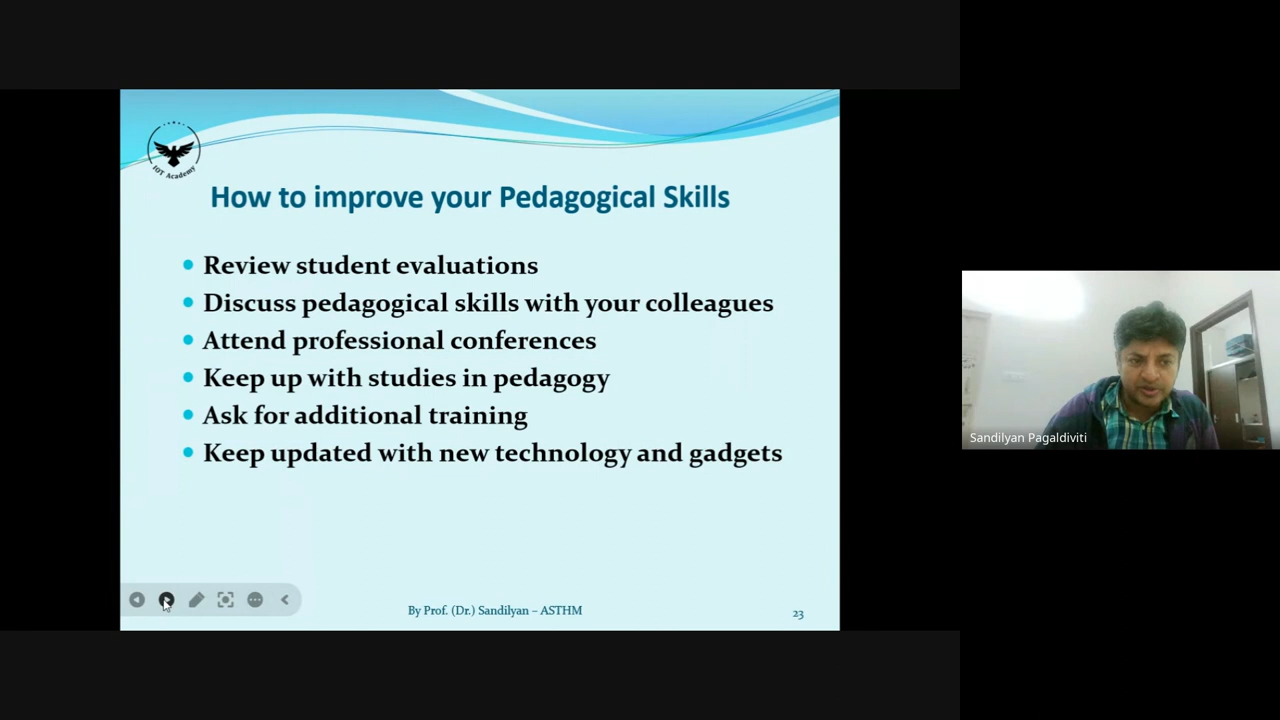 IOT Academy
How to improve your Pedagogical Skills
Review student evaluations
Discuss pedagogical skills with your colleagues
Attend professional conferences
Keep up with studies in pedagogy
Ask for additional training
Keep updated with new technology and gadgets
By Prof. (Dr.) Sandilyan – ASTHM
23
Sandilyan Pagaldiviti